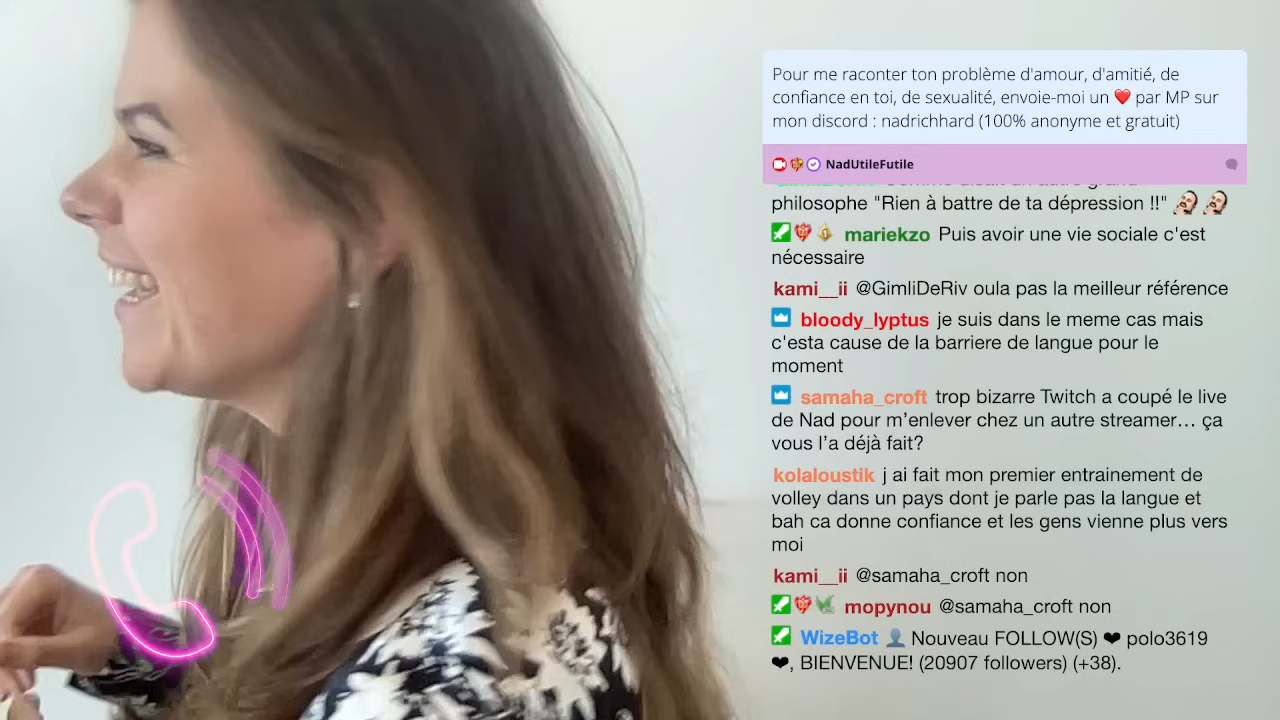 Pour me raconter ton problème d'amour, d'amitié, de
confiance en toi, de sexualité, envoie-moi un ❤️ par MP sur
mon discord : nadrichhard (100% anonyme et gratuit)
NadUtileFutile
philosophe "Rien à battre de ta dépression !!"
mariekzo Puis avoir une vie sociale c'est
nécessaire
kami__ii @GimliDeRiv oula pas la meilleur référence
bloody_lyptus je suis dans le meme cas mais
c'esta cause de la barriere de langue pour le
moment
samaha_croft trop bizarre Twitch a coupé le live
de Nad pour m’enlever chez un autre streamer… ça
vous l’a déjà fait?
kolaloustik j ai fait mon premier entrainement de
volley dans un pays dont je parle pas la langue et
bah ca donne confiance et les gens vienne plus vers
moi
kami__ii @samaha_croft non
mopynou @samaha_croft non
WizeBot 👤 Nouveau FOLLOW(S) ❤ polo3619
❤, BIENVENUE! (20907 followers) (+38).